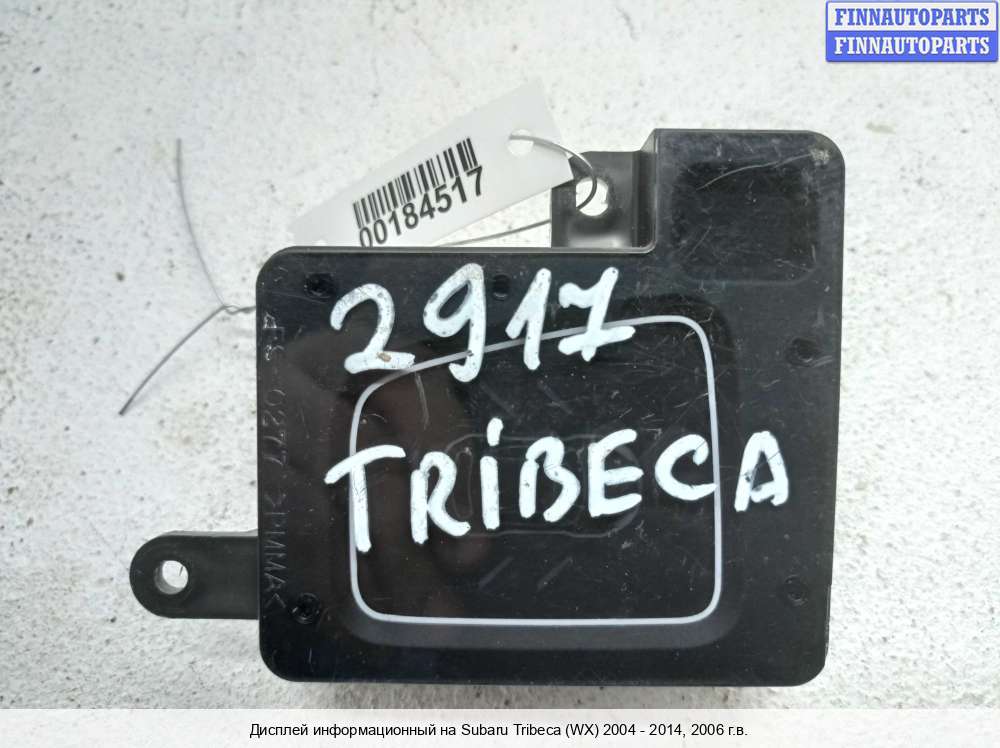 FINNAUTOPARTS
FINNAUTOPARTS
00184517
2917
TRIBECA
Дисплей информационный на Subaru Tribeca (WX) 2004 - 2014, 2006 г.в.